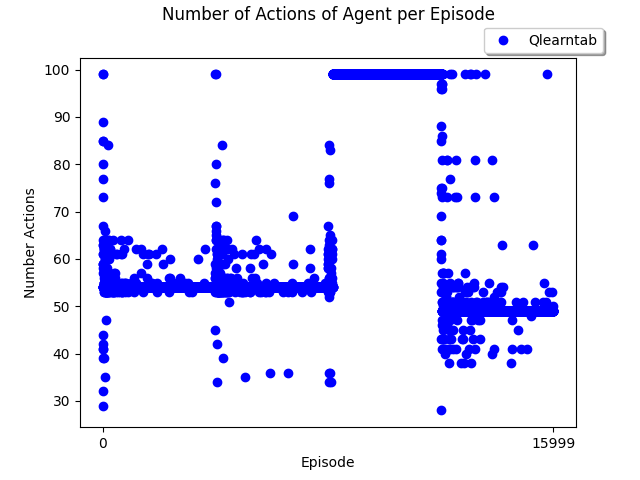 Number of Actions of Agent per Episode
Qlearntab
100
90
80
70
60
50
40
30
Number Actions
0
15999
Episode